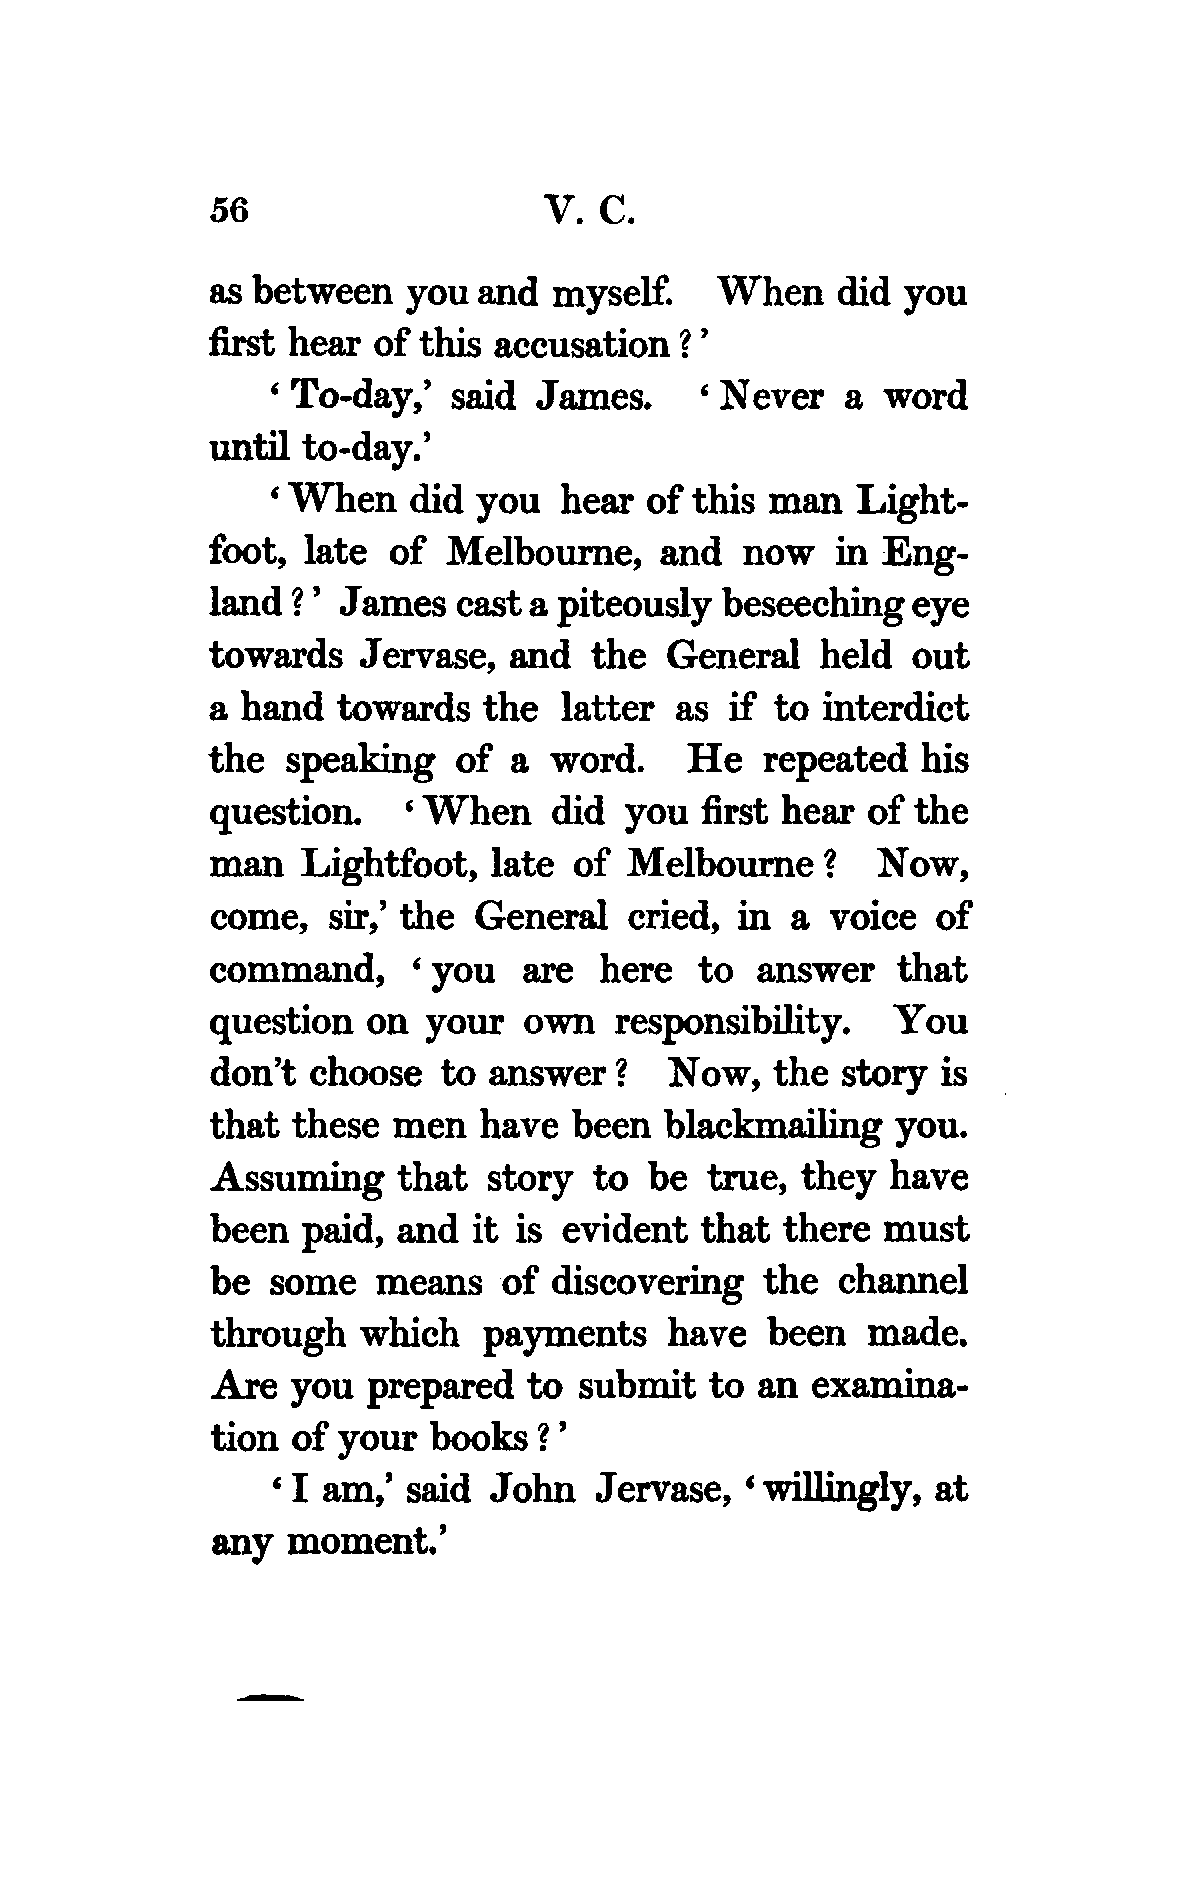 56 V. C.
as between you and myself. When did you
first hear of this accusation ?’
‘ To-day,’ said James. ‘ Never a word
until to-day.’
‘ When did you hear of this man Light-
foot, late of Melbourne, and now in Eng-
land ?’ James cast a piteously beseeching eye
towards Jervase, and the General held out
a hand towards the latter as if to interdict
the speaking of a word. He repeated his
question. ‘ When did you first hear of the
man Lightfoot, late of Melbourne ? Now,
come, sir,’ the General cried, in a voice of
command, ‘ you are here to answer that
question on your own responsibility. You
don’t choose to answer ? Now, the story is
that these men have been blackmailing you.
Assuming that story to be true, they have
been paid, and it is evident that there must
be some means of discovering the channel
through which payments have been made.
Are you prepared to submit to an examina-
tion of your books ?’
‘ I am,’ said John Jervase, ‘ willingly, at
any moment.’